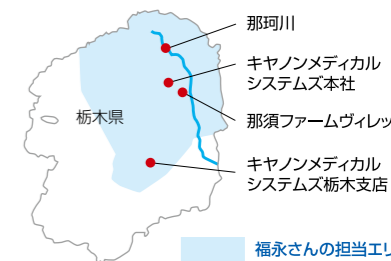 那珂川
キヤノンメディカル
システムズ本社
栃木県
那須ファームヴィレッ
キヤノンメディカル
システムズ栃木支店
福永さんの担当エリ